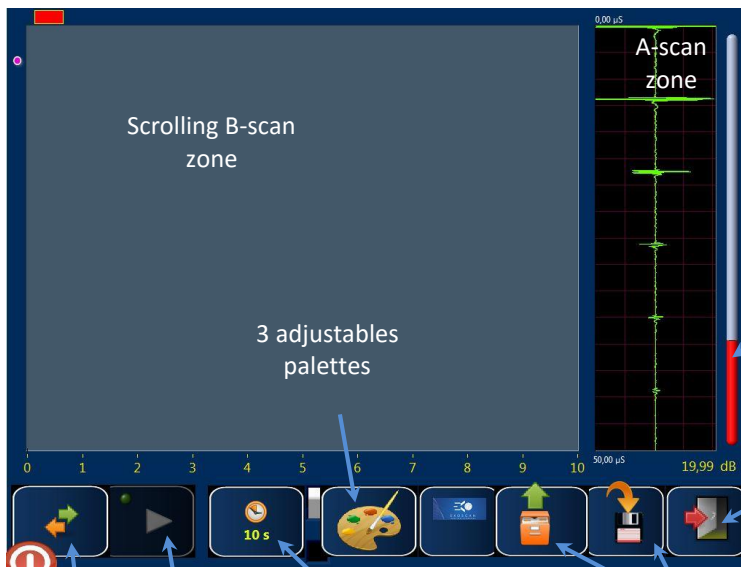 0,00 µS
A-scan
zone
Scrolling B-scan
zone
3 adjustables
palettes
0 1 2 3 4 5 6 7 8 9 10
50,00 µS
19,99 dB
10 s